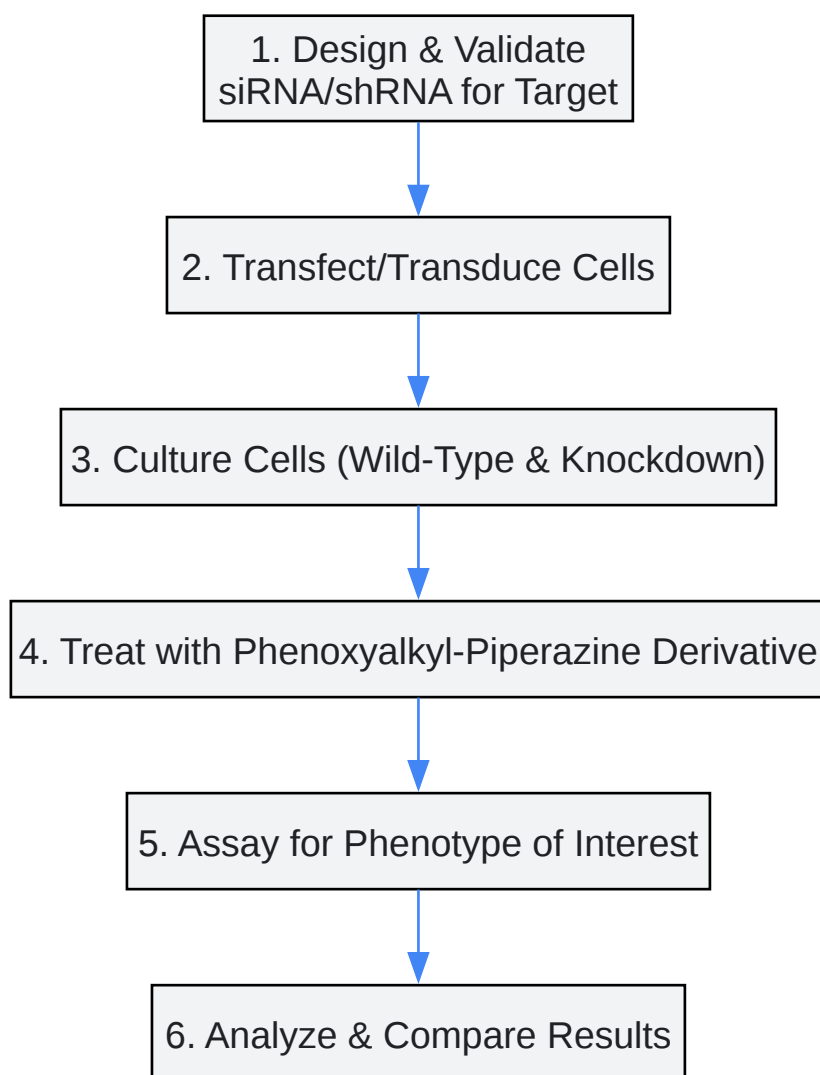 1. Design & Validate
siRNA/shRNA for Target
2. Transfect/Transduce Cells
3. Culture Cells (Wild-Type & Knockdown)
4. Treat with Phenoxyalkyl-Piperazine Derivative
5. Assay for Phenotype of Interest
6. Analyze & Compare Results